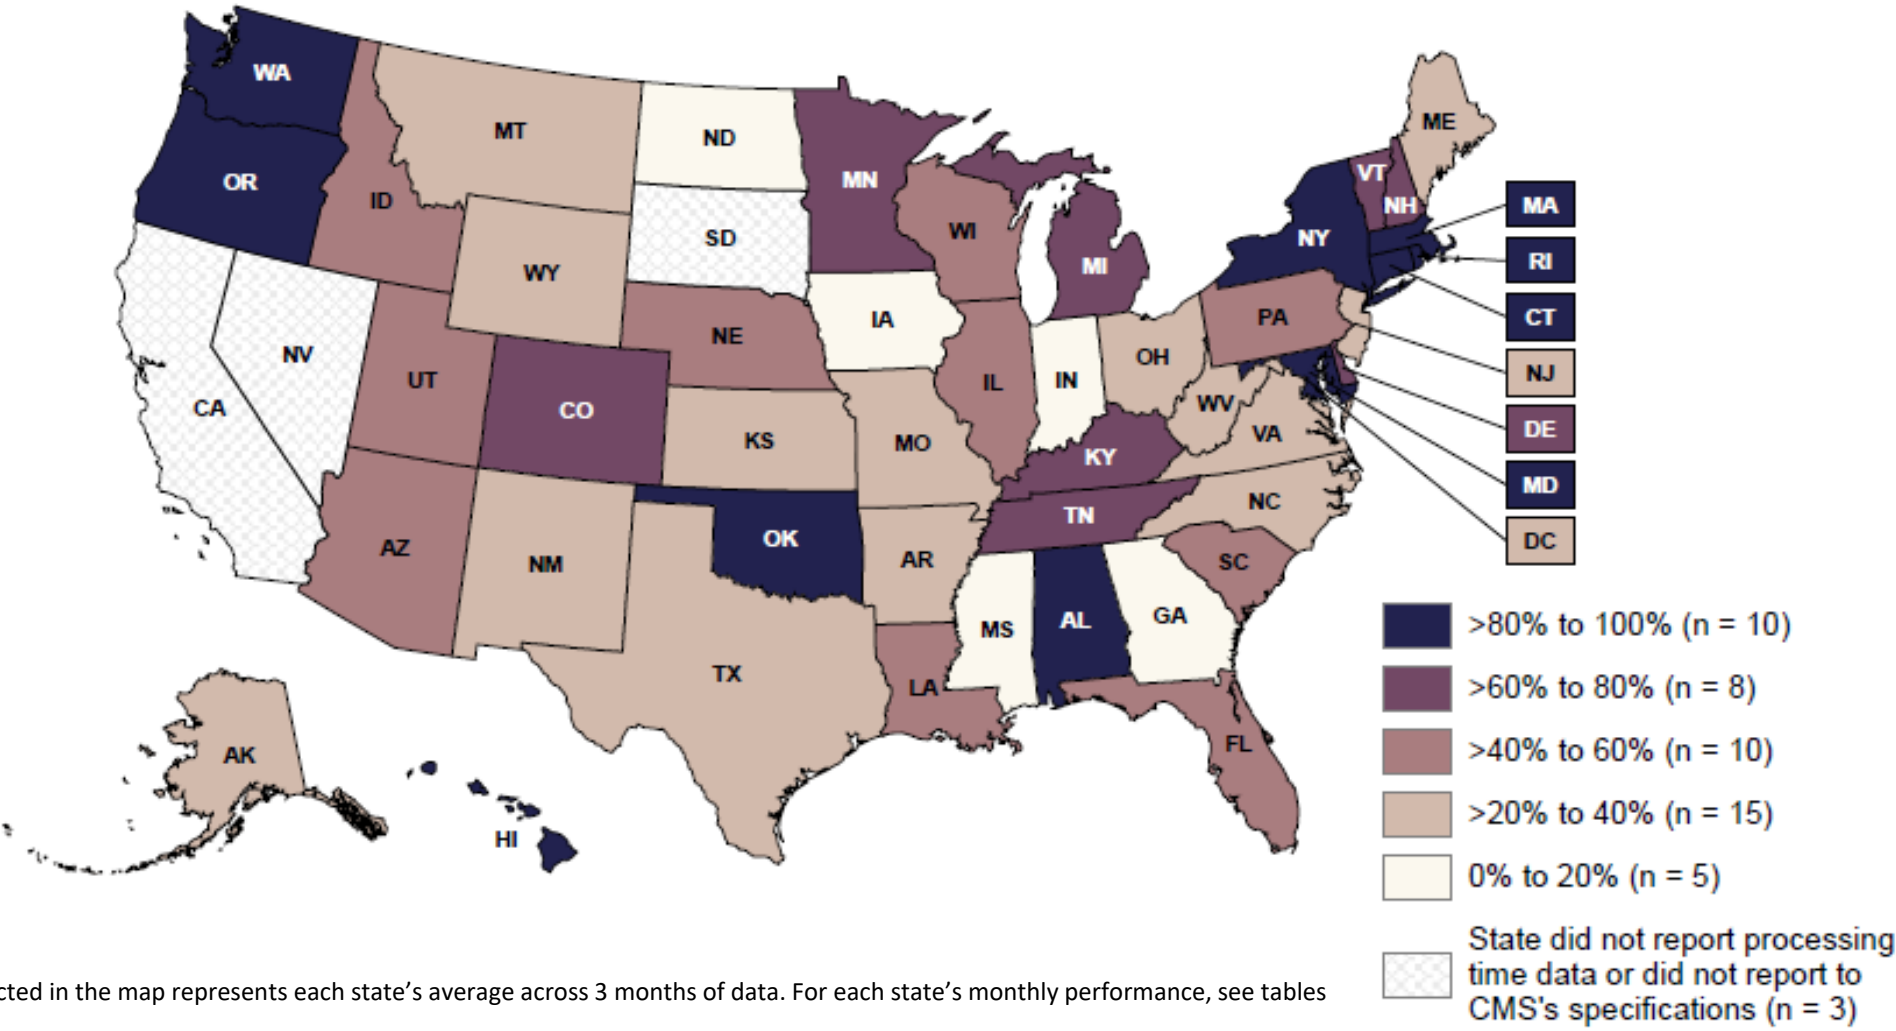 WA
MT
ND
ME
OR
ID
MN
VT
NH
MA
SD
WI
NY
WY
MI
RI
IA
PA
CT
NE
NV
UT
OH
NJ
IL
IN
CA
CO
WV
VA
DE
KS
MO
KY
MD
NC
TN
OK
DC
AZ
NM
AR
SC
MS
AL
GA
>80% to 100% (n = 10)
TX
LA
>60% to 80% (n = 8)
AK
FL
>40% to 60% (n = 10)
>20% to 40% (n = 15)
HI
0% to 20% (n = 5)
State did not report processing
time data or did not report to
CMS's specifications (n = 3)
cted in the map represents each state’s average across 3 months of data. For each state’s monthly performance, see tables